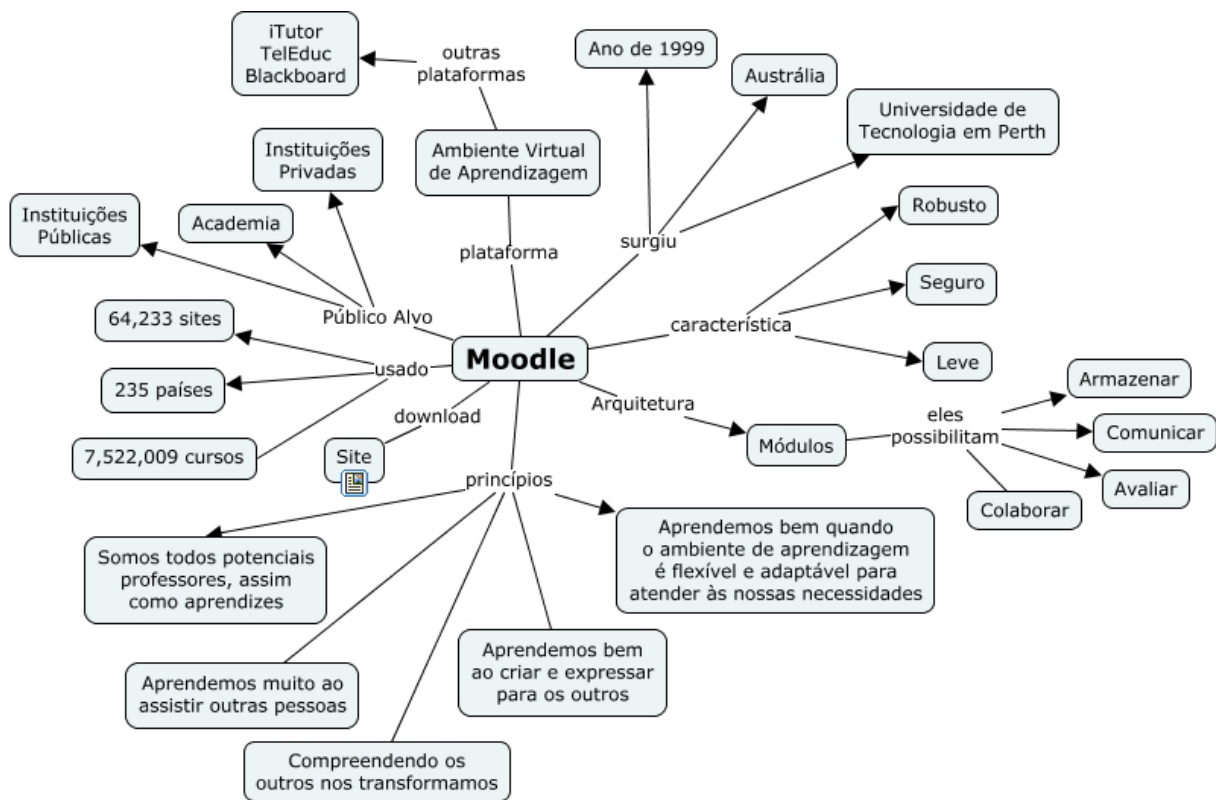 iTutor
TelEduc
Blackboard
outras
plataformas
Ano de 1999
Austrália
Universidade de
Tecnologia em Perth
Instituições
Privadas
Ambiente Virtual
de Aprendizagem
Instituições
Públicas
Academia
Robusto
surgiu
plataforma
Seguro
64,233 sites
Público Alvo
característica
Moodle
Leve
usado
235 países
Armazenar
download
Arquitetura
eles
possibilitam
Comunicar
Módulos
7,522,009 cursos
Site
princípios
Avaliar
Colaborar
Somos todos potenciais
professores, assim
como aprendizes
Aprendemos bem quando
o ambiente de aprendizagem
é flexível e adaptável para
atender às nossas necessidades
Aprendemos bem
ao criar e expressar
para os outros
Aprendemos muito ao
assistir outras pessoas
Compreendendo os
outros nos transformamos